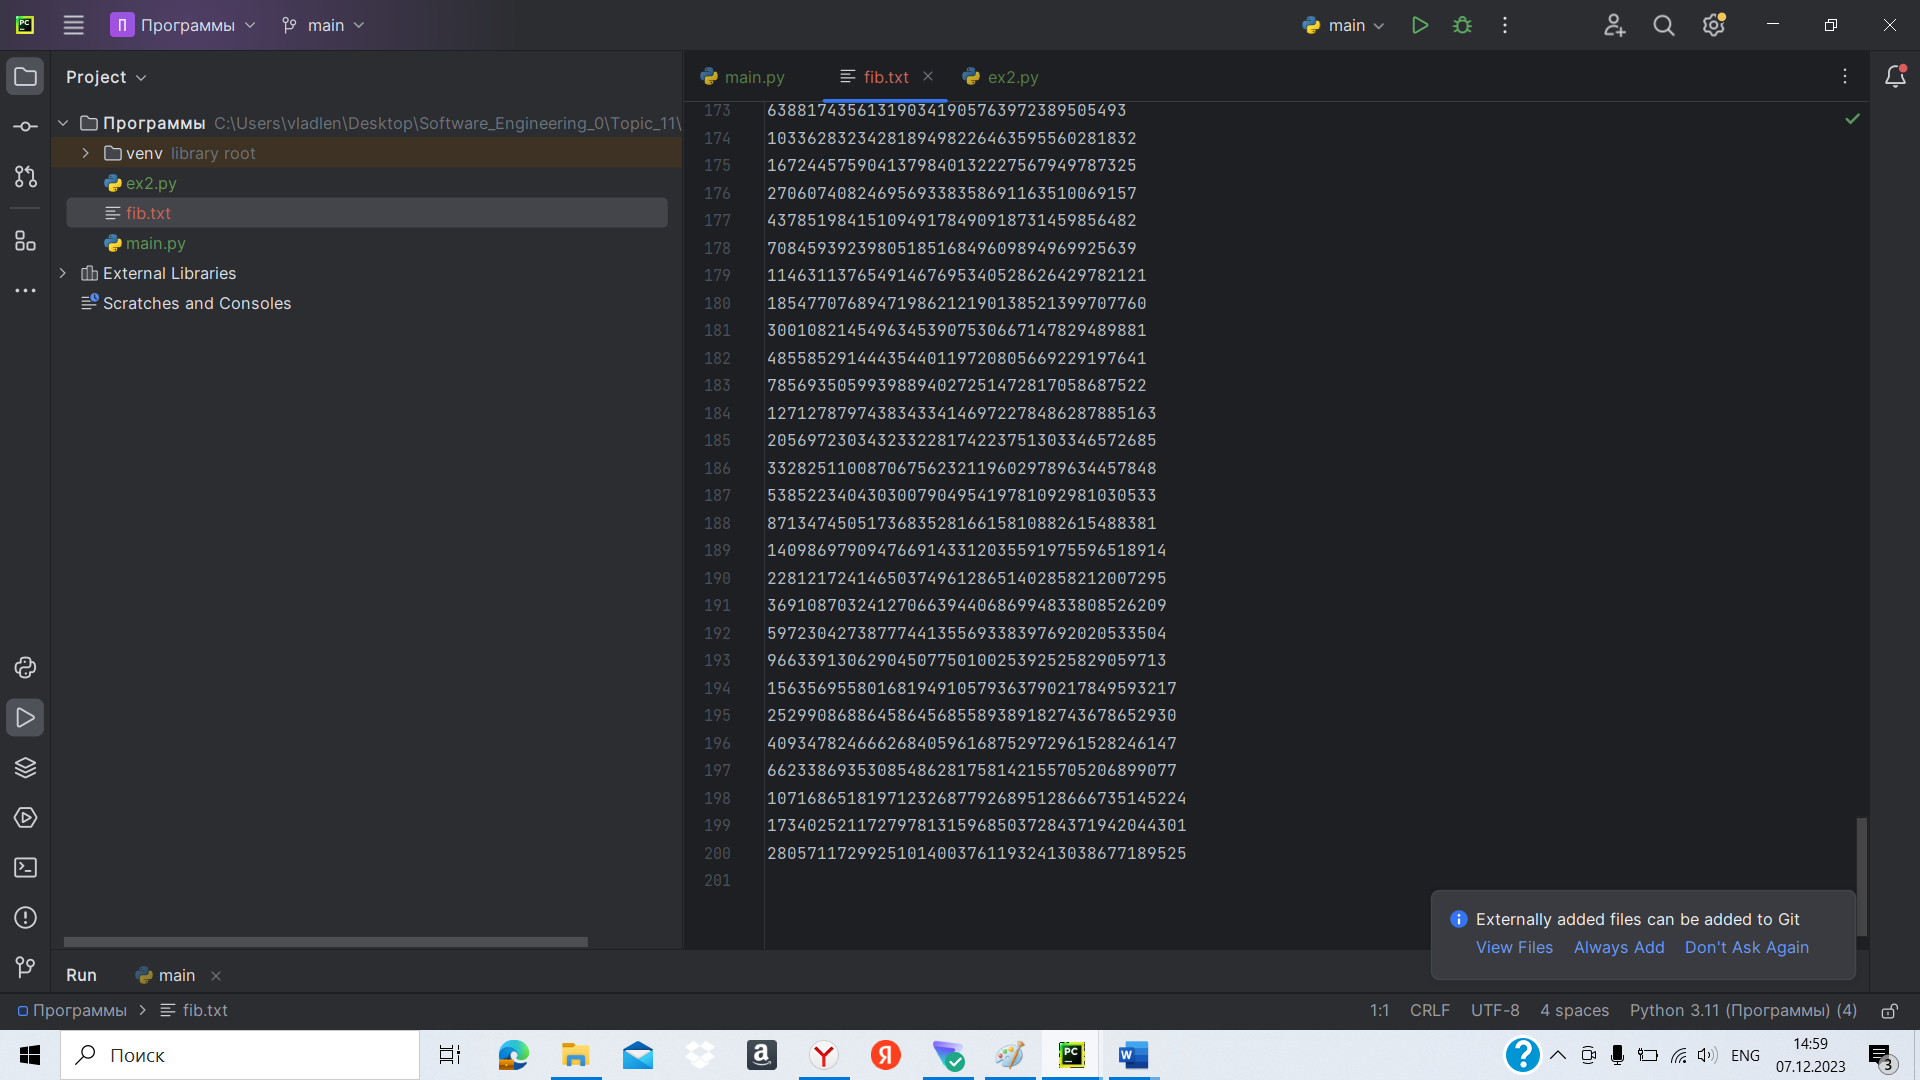 Программы main main
Project
main.py fib.txt ex2.py
Программы C:\Users\vladlen\Desktop\Software_Engineering_0\Topic_11\
venv library root
ex2.py
fib.txt
main.py
External Libraries
Scratches and Consoles
173 638817435613190341905763972389505493
174 1033628323428189498226463595560281832
175 1672445759041379840132227567949787325
176 2706074082469569338358691163510069157
177 4378519841510949178490918731459856482
178 7084593923980518516849609894969925639
179 11463113765491467695340528626429782121
180 18547707689471986212190138521399707760
181 30010821454963453907530667147829489881
182 48558529144435440119720805669229197641
183 78569350599398894027251472817058687522
184 127127879743834334146972278486287885163
185 205697230343233228174223751303346572685
186 332825110087067562321196029789634457848
187 538522340430300790495419781092981030533
188 871347450517368352816615810882615488381
189 1409869790947669143312035591975596518914
190 2281217241465037496128651402858212007295
191 3691087032412706639440686994833808526209
192 5972304273877744135569338397692020533504
193 9663391306290450775010025392525829059713
194 15635695580168194910579363790217849593217
195 25299086886458645685589389182743678652930
196 40934782466626840596168752972961528246147
197 66233869353085486281758142155705206899077
198 107168651819712326877926895128666735145224
199 173402521172797813159685037284371942044301
200 280571172992510140037611932413038677189525
201
Externally added files can be added to Git
View Files Always Add Don't Ask Again
Run main
Программы fib.txt 1:1 CRLF UTF-8 4 spaces Python 3.11 (Программы) (4)
Поиск ENG 14:59
07.12.2023 3